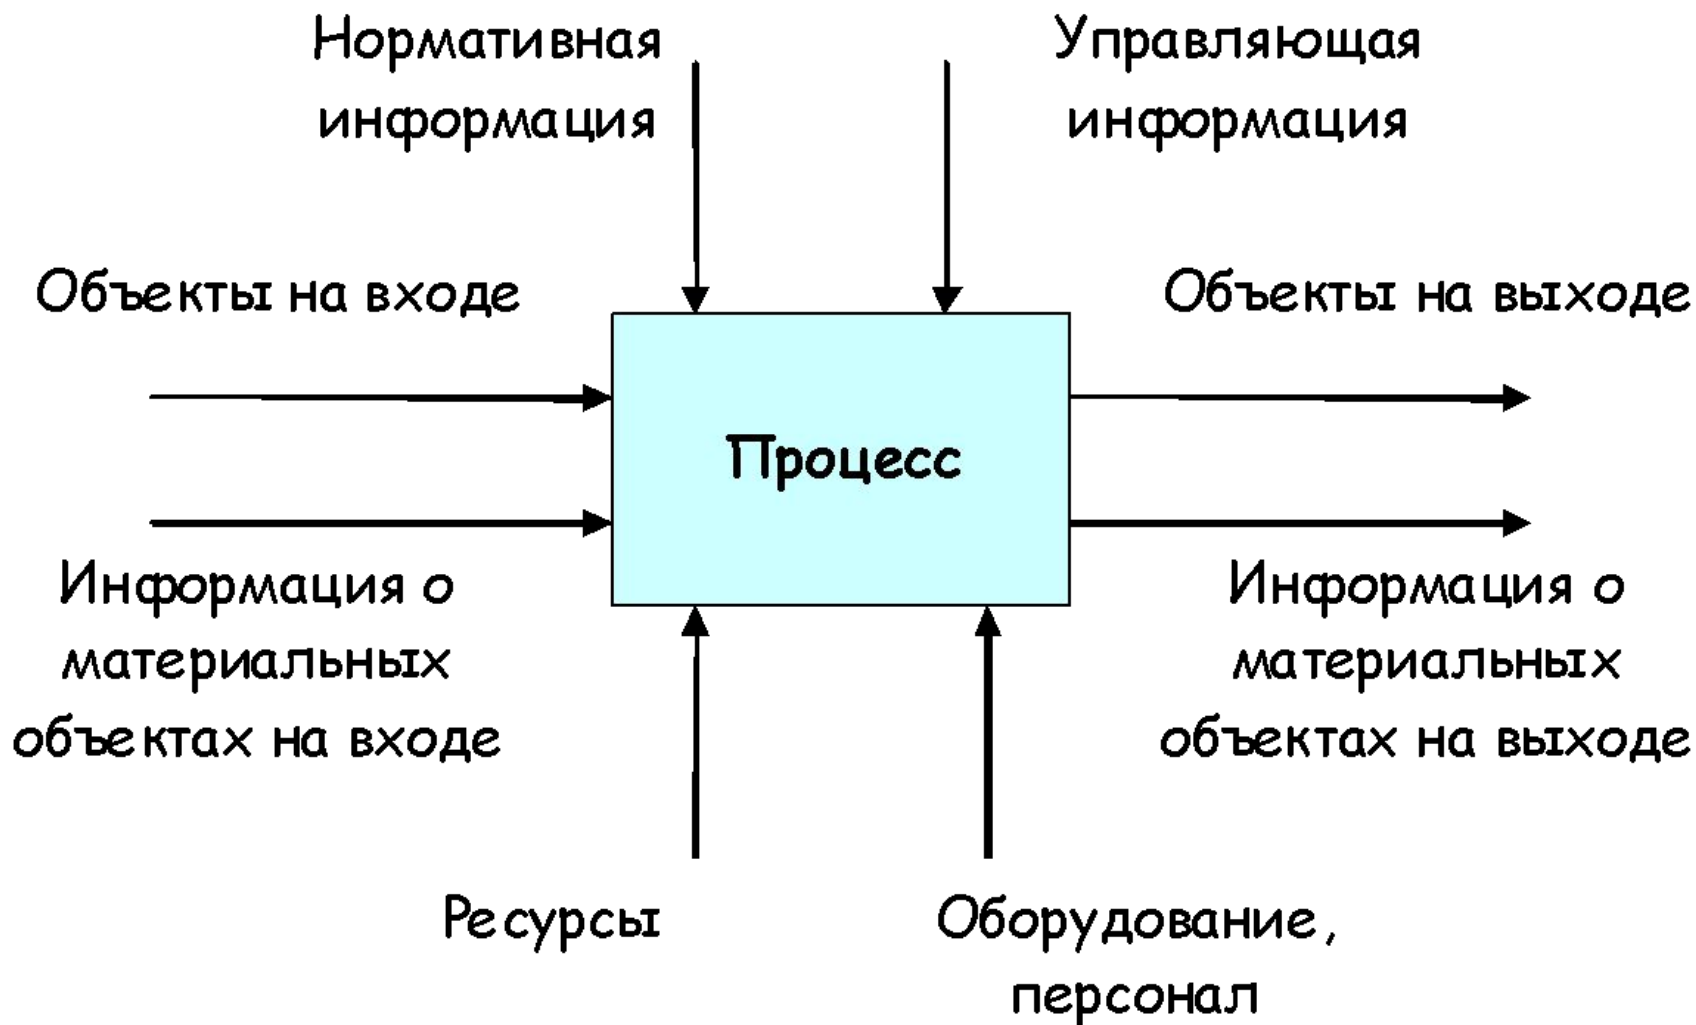 Нормативная
информация
Управляющая
информация
Объекты на входе
Объекты на выходе
Процесс
Информация о
материальных
объектах на входе
Информация о
материальных
объектах на выходе
Ресурсы
Оборудование,
персонал